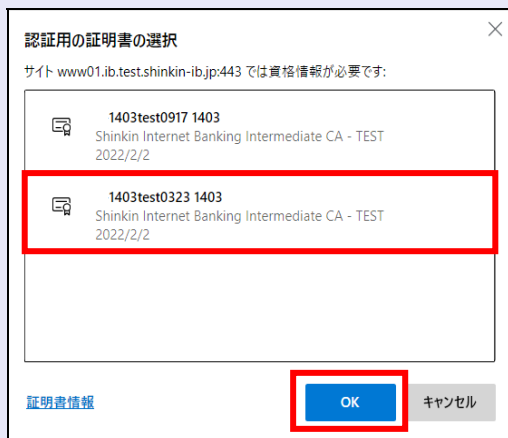 認証用の証明書の選択
サイト www01.ib.test.shinkin-ib.jp:443 では資格情報が必要です:
1403test0917 1403
Shinkin Internet Banking Intermediate CA - TEST
2022/2/2
1403test0323 1403
Shinkin Internet Banking Intermediate CA - TEST
2022/2/2
証明書情報
OK
キャンセル